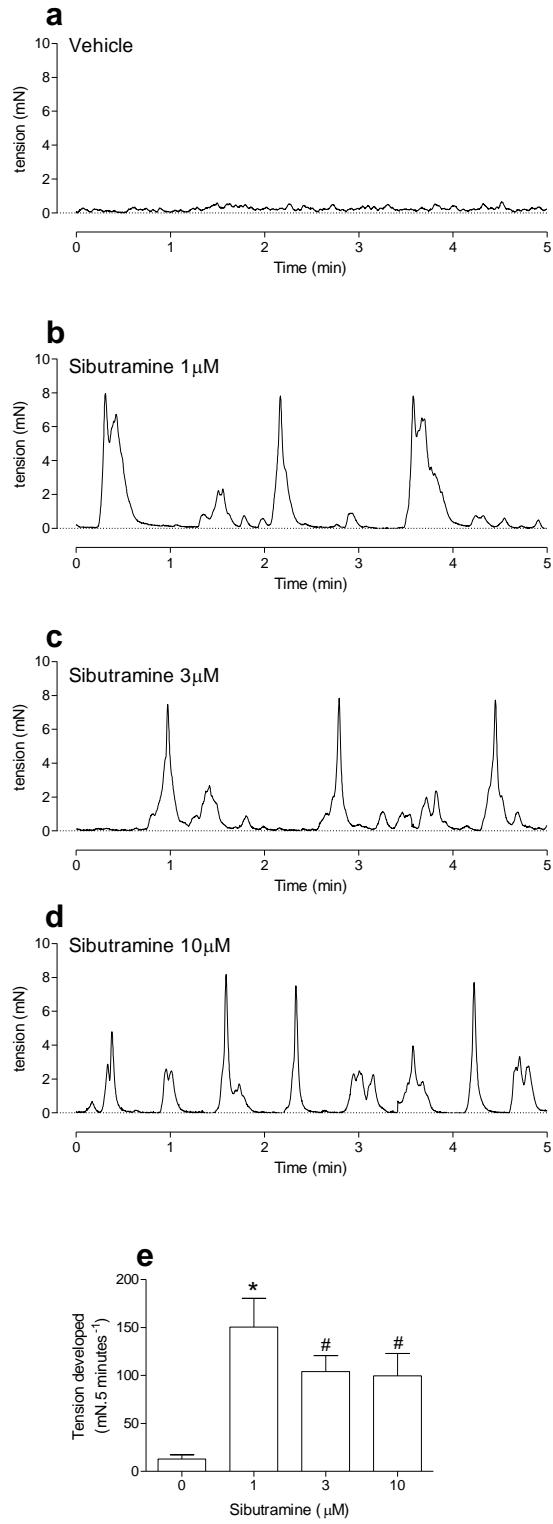 a
Vehicle
tension (mN)
10
8
6
4
2
0
0 1 2 3 4 5
Time (min)
b
Sibutramine 1μM
tension (mN)
10
8
6
4
2
0
0 1 2 3 4 5
Time (min)
c
Sibutramine 3μM
tension (mN)
10
8
6
4
2
0
0 1 2 3 4 5
Time (min)
d
Sibutramine 10μM
tension (mN)
10
8
6
4
2
0
0 1 2 3 4 5
Time (min)
e
Tension developed
(mN.5 minutes⁻¹)
200
150
100
50
0
* # #
0 1 3 10
Sibutramine (μM)